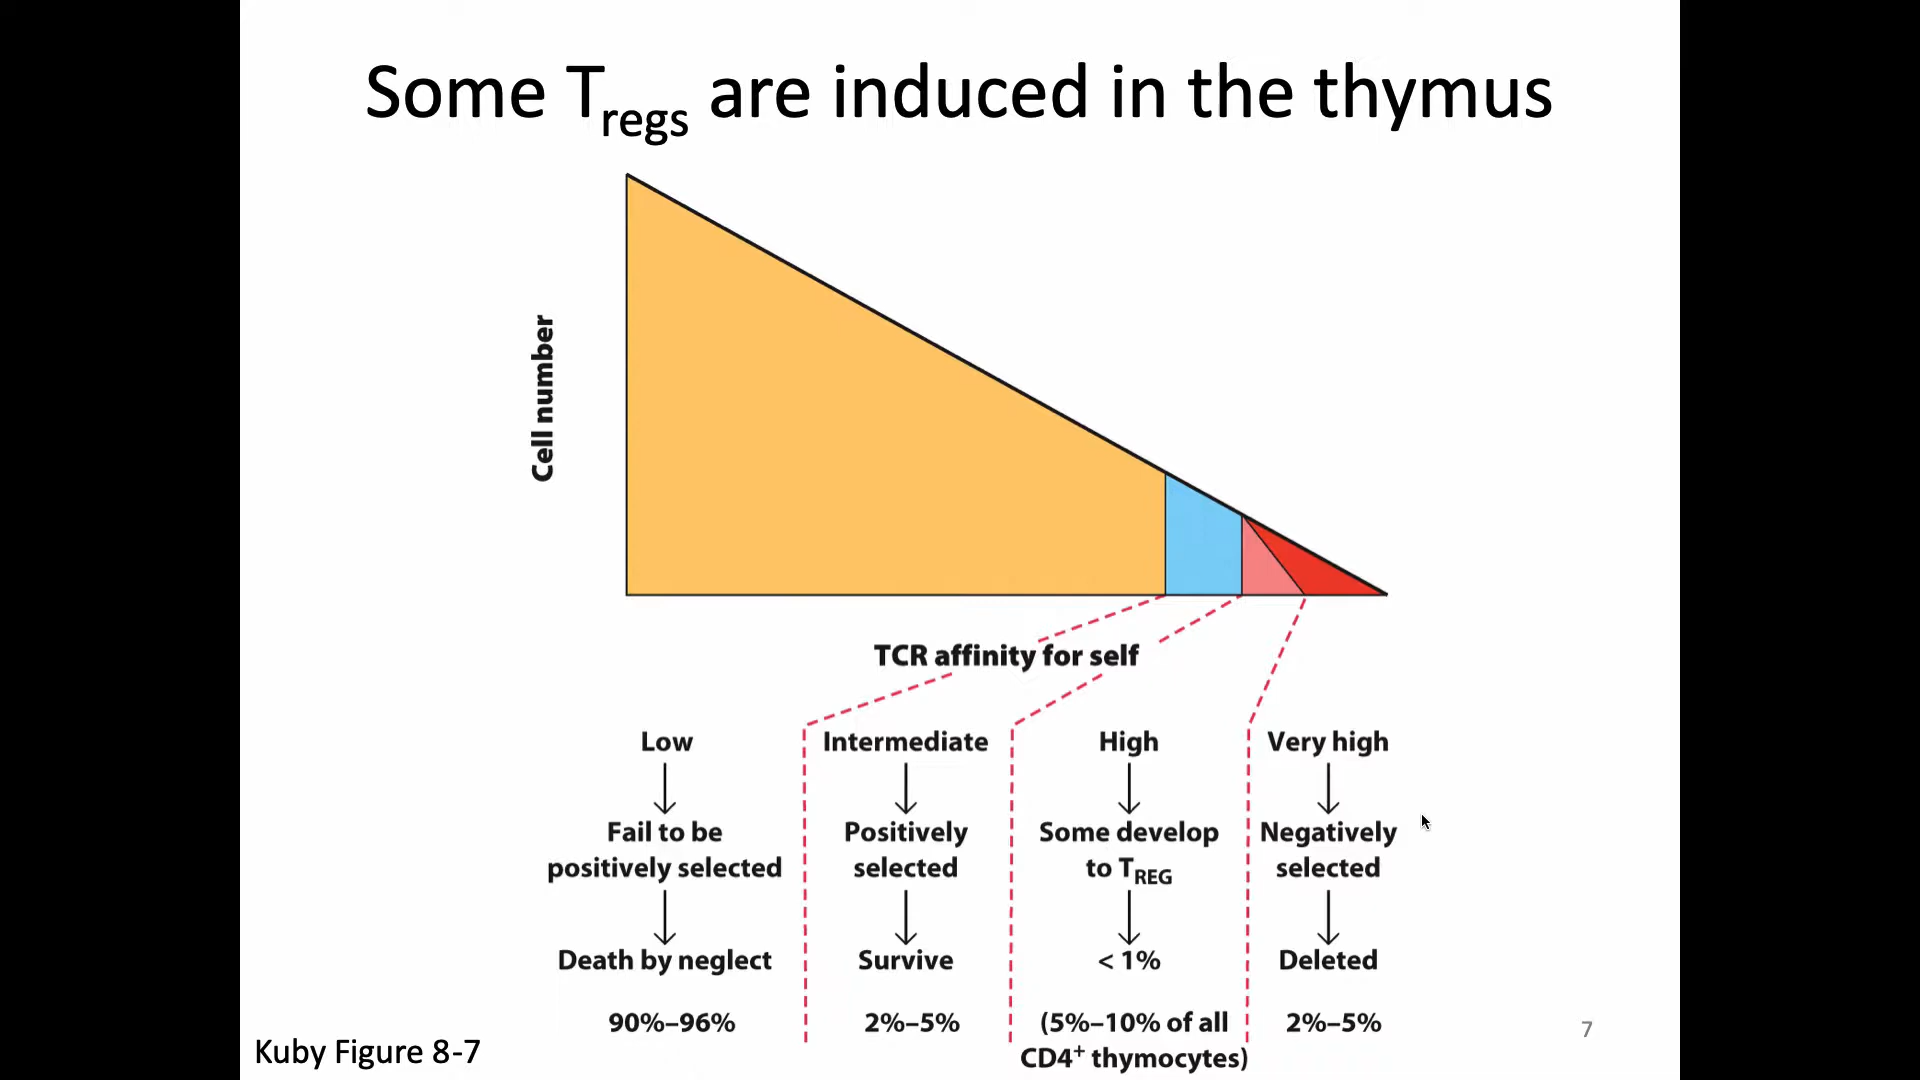 Some Tregs are induced in the thymus
Cell number
TCR affinity for self
Low
Fail to be
positively selected
Death by neglect
90%–96%
Intermediate
Positively
selected
Survive
2%–5%
High
Some develop
to TREG
< 1%
(5%–10% of all
CD4+ thymocytes)
Very high
Negatively
selected
Deleted
2%–5%
Kuby Figure 8-7
7